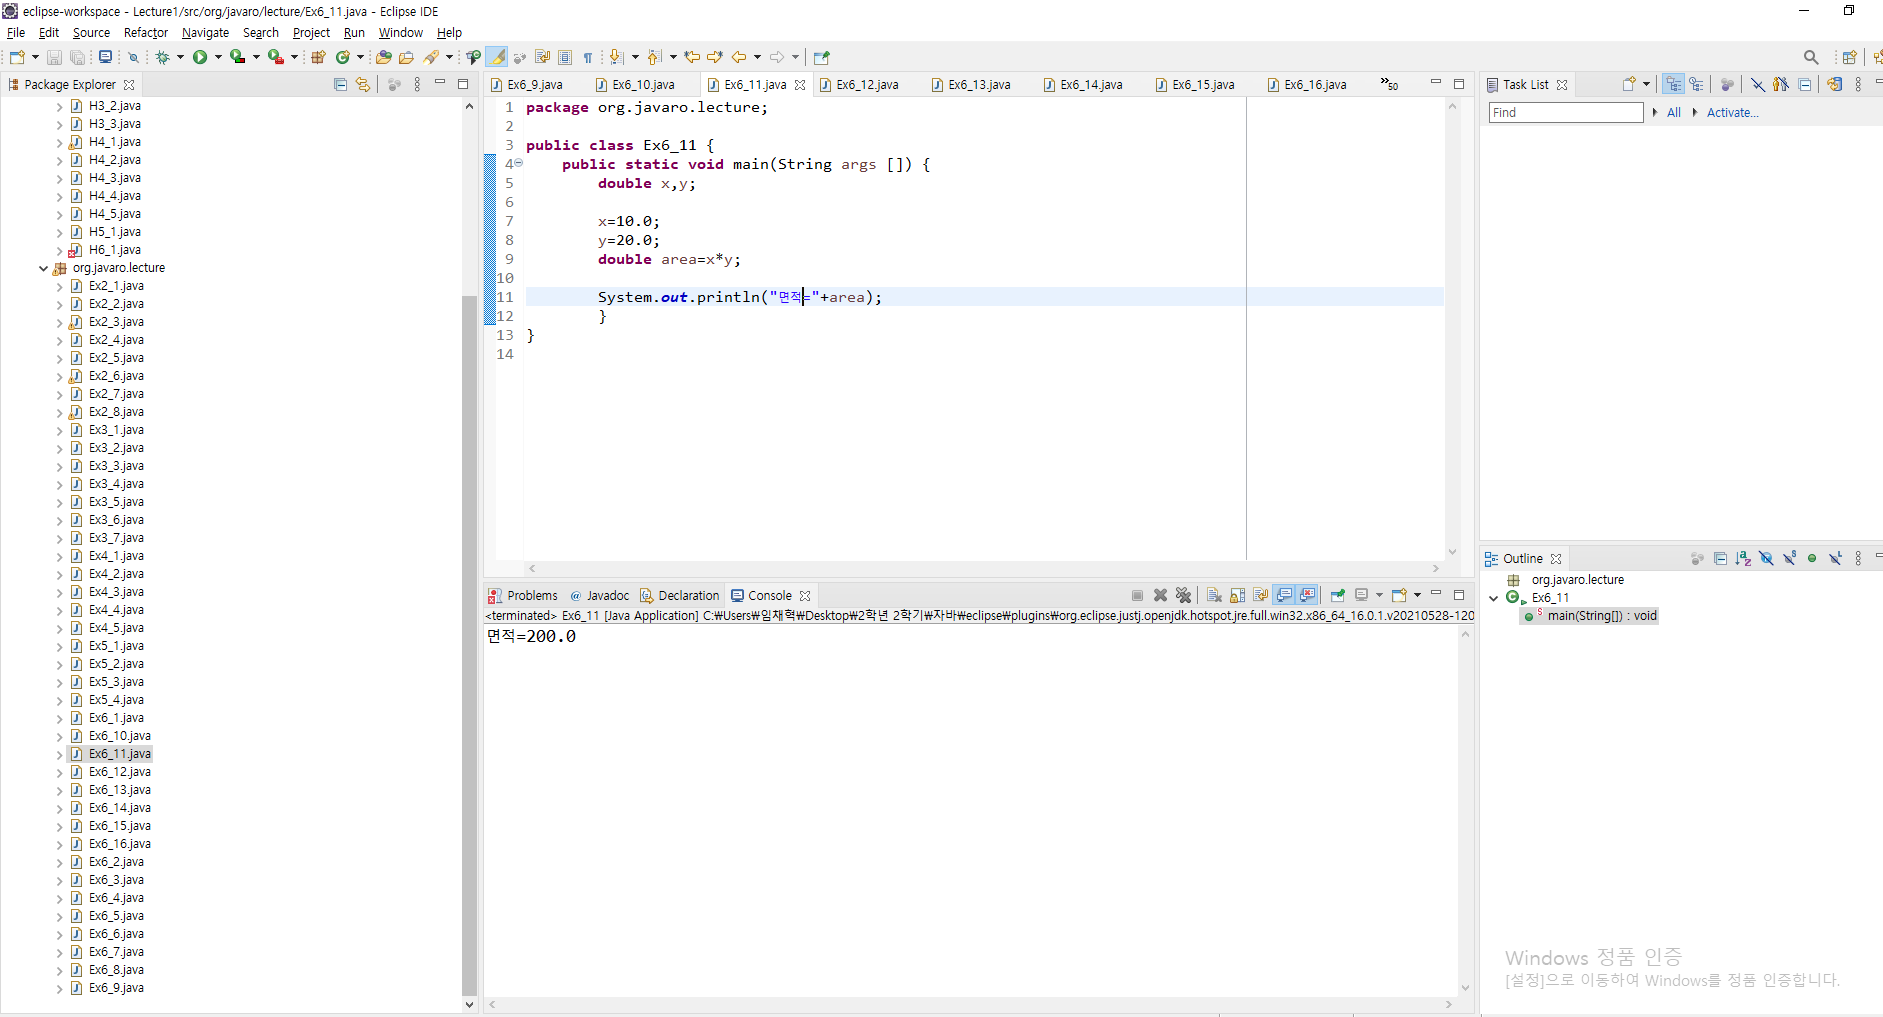 eclipse-workspace - Lecture1/src/org/javaro/lecture/Ex6_11.java - Eclipse IDE
File Edit Source Refactor Navigate Search Project Run Window Help
Package Explorer
H3_2.java
H3_3.java
H4_1.java
H4_2.java
H4_3.java
H4_4.java
H4_5.java
H5_1.java
H6_1.java
org.javaro.lecture
Ex2_1.java
Ex2_2.java
Ex2_3.java
Ex2_4.java
Ex2_5.java
Ex2_6.java
Ex2_7.java
Ex2_8.java
Ex3_1.java
Ex3_2.java
Ex3_3.java
Ex3_4.java
Ex3_5.java
Ex3_6.java
Ex3_7.java
Ex4_1.java
Ex4_2.java
Ex4_3.java
Ex4_4.java
Ex4_5.java
Ex5_1.java
Ex5_2.java
Ex5_3.java
Ex5_4.java
Ex6_1.java
Ex6_10.java
Ex6_11.java
Ex6_12.java
Ex6_13.java
Ex6_14.java
Ex6_15.java
Ex6_16.java
Ex6_2.java
Ex6_3.java
Ex6_4.java
Ex6_5.java
Ex6_6.java
Ex6_7.java
Ex6_8.java
Ex6_9.java
Ex6_9.java Ex6_10.java Ex6_11.java Ex6_12.java Ex6_13.java Ex6_14.java Ex6_15.java Ex6_16.java »50
1 package org.javaro.lecture;
2
3 public class Ex6_11 {
4 public static void main(String args []) {
5 double x,y;
6
7 x=10.0;
8 y=20.0;
9 double area=x*y;
10
11 System.out.println("면적="+area);
12 }
13 }
14
Problems @ Javadoc Declaration Console
<terminated> Ex6_11 [Java Application] C:₩Users₩임채혁₩Desktop₩2학년 2학기₩자바₩eclipse₩plugins₩org.eclipse.justj.openjdk.hotspot.jre.full.win32.x86_64_16.0.1.v20210528-120
면적=200.0
Task List
Find All Activate...
Outline
org.javaro.lecture
Ex6_11
main(String[]) : void
Windows 정품 인증
[설정]으로 이동하여 Windows를 정품 인증합니다.